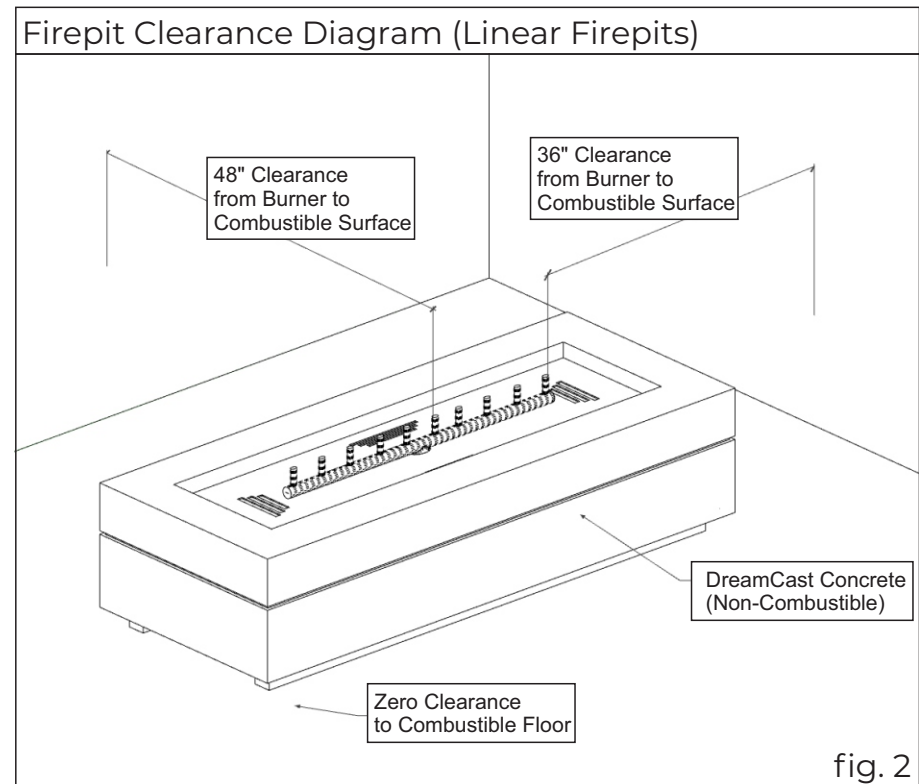 Firepit Clearance Diagram (Linear Firepits)
48" Clearance
from Burner to
Combustible Surface
36" Clearance
from Burner to
Combustible Surface
DreamCast Concrete
(Non-Combustible)
Zero Clearance
to Combustible Floor
fig. 2